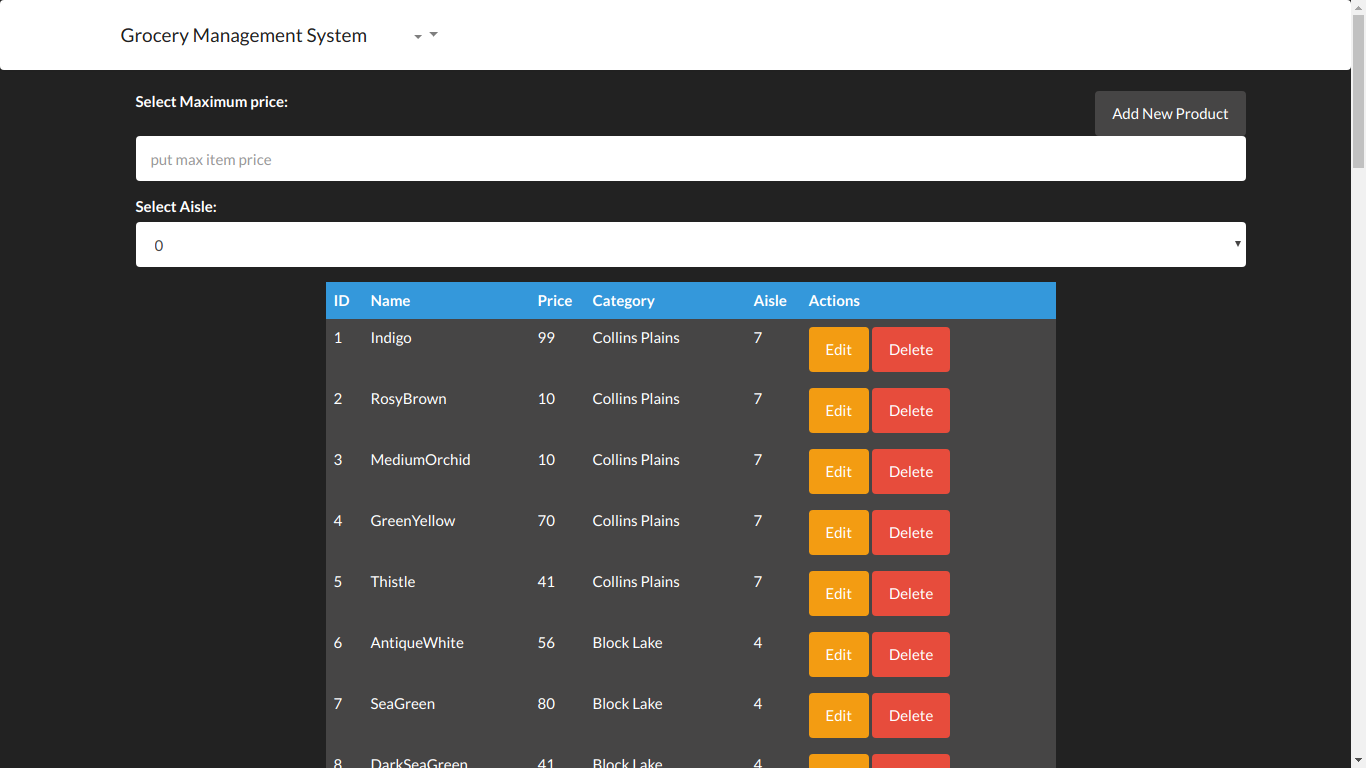 Grocery Management System
Select Maximum price:
Add New Product
put max item price
Select Aisle:
0
ID Name Price Category Aisle Actions
1 Indigo 99 Collins Plains 7 Edit Delete
2 RosyBrown 10 Collins Plains 7 Edit Delete
3 MediumOrchid 10 Collins Plains 7 Edit Delete
4 GreenYellow 70 Collins Plains 7 Edit Delete
5 Thistle 41 Collins Plains 7 Edit Delete
6 AntiqueWhite 56 Block Lake 4 Edit Delete
7 SeaGreen 80 Block Lake 4 Edit Delete
8 DarkSeaGreen 41 Block Lake 4